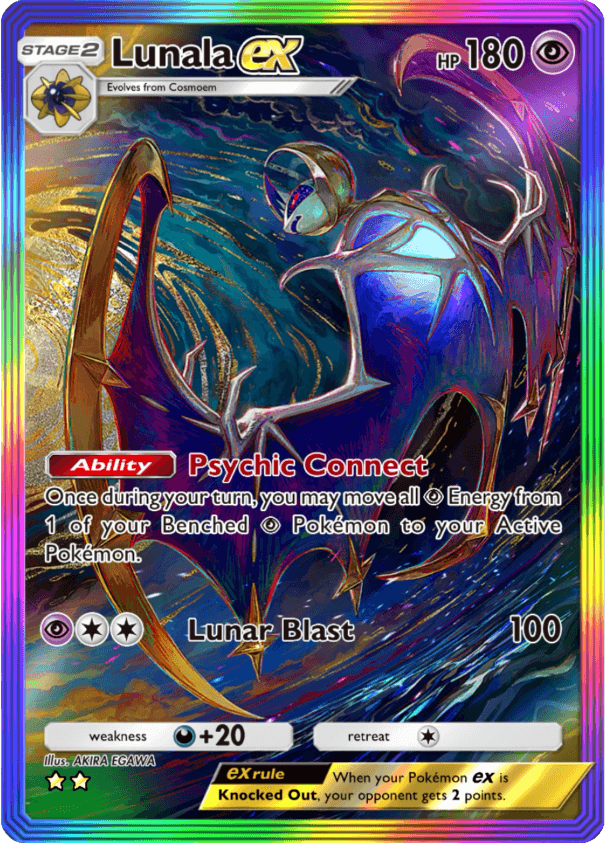 STAGE2 Lunala ex HP 180
Evolves from Cosmoem
Ability Psychic Connect
Once during your turn, you may move all Energy from
1 of your Benched Pokémon to your Active
Pokémon.
Lunar Blast 100
weakness +20 retreat
Illus. AKIRA EGAWA
ex rule When your Pokémon ex is
Knocked Out, your opponent gets 2 points.